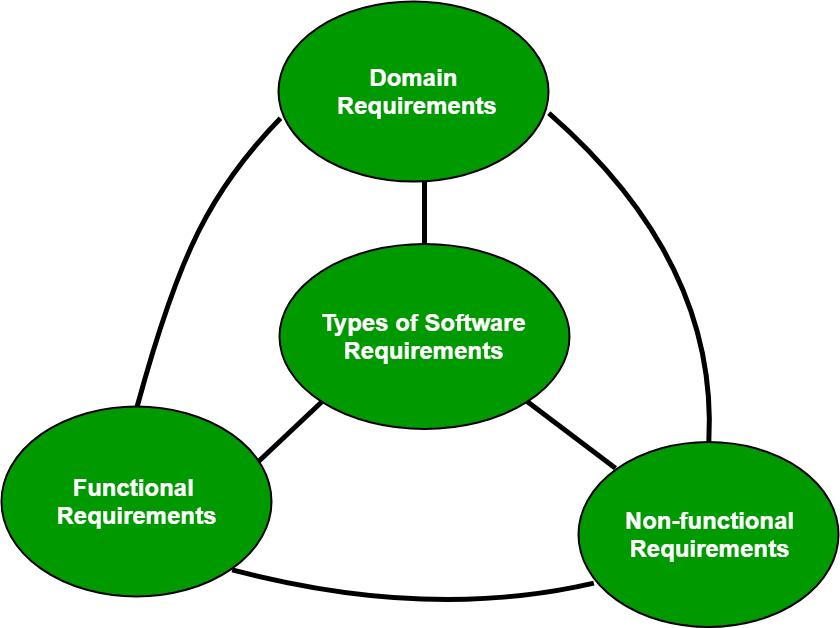 Domain
Requirements
Types of Software
Requirements
Functional
Requirements
Non-functional
Requirements